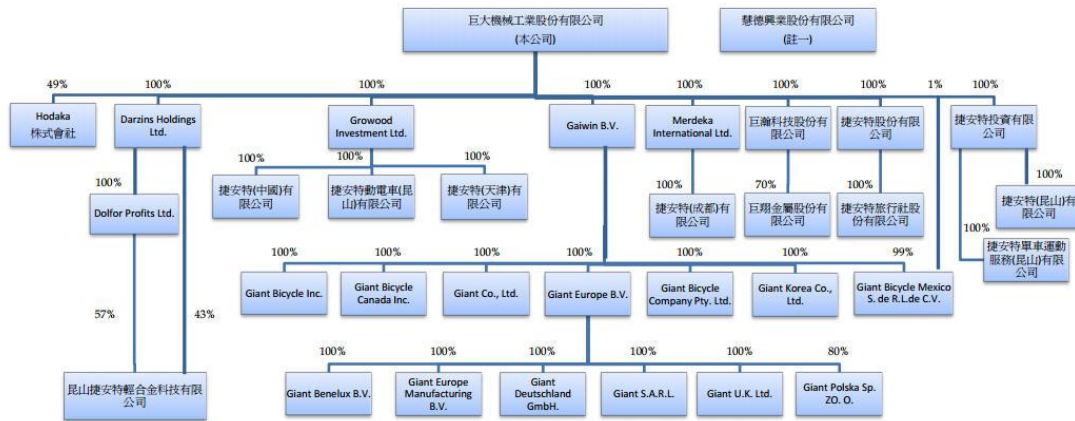 巨大機械工業股份有限公司
(本公司)
慧德興業股份有限公司
(註一)
49%
100%
100%
100%
100%
100%
100%
1%
100%
Hodaka
株式會社
Darzins Holdings
Ltd.
Growood
Investment Ltd.
Gaiwin B.V.
Merdeka
International Ltd.
巨瀚科技股份有
限公司
捷安特股份有限
公司
捷安特投資有限
公司
100%
100%
100%
100%
100%
70%
100%
100%
100%
Dolfor Profits Ltd.
捷安特(中國)有
限公司
捷安特動電車(昆
山)有限公司
捷安特(天津)有
限公司
捷安特(成都)有
限公司
巨翔金屬股份有
限公司
捷安特旅行社股
份有限公司
捷安特(昆山)有
限公司
捷安特單車運動
服務(昆山)有限
公司
100%
100%
100%
100%
100%
100%
99%
Giant Bicycle Inc.
Giant Bicycle
Canada Inc.
Giant Co., Ltd.
Giant Europe B.V.
Giant Bicycle
Company Pty. Ltd.
Giant Korea Co.,
Ltd.
Giant Bicycle Mexico
S. de R.L.de C.V.
57%
43%
100%
100%
100%
100%
100%
80%
昆山捷安特輕合金科技有限
公司
Giant Benelux B.V.
Giant Europe
Manufacturing
B.V.
Giant
Deutschland
GmbH.
Giant S.A.R.L.
Giant U.K. Ltd.
Giant Polska Sp.
ZO. O.